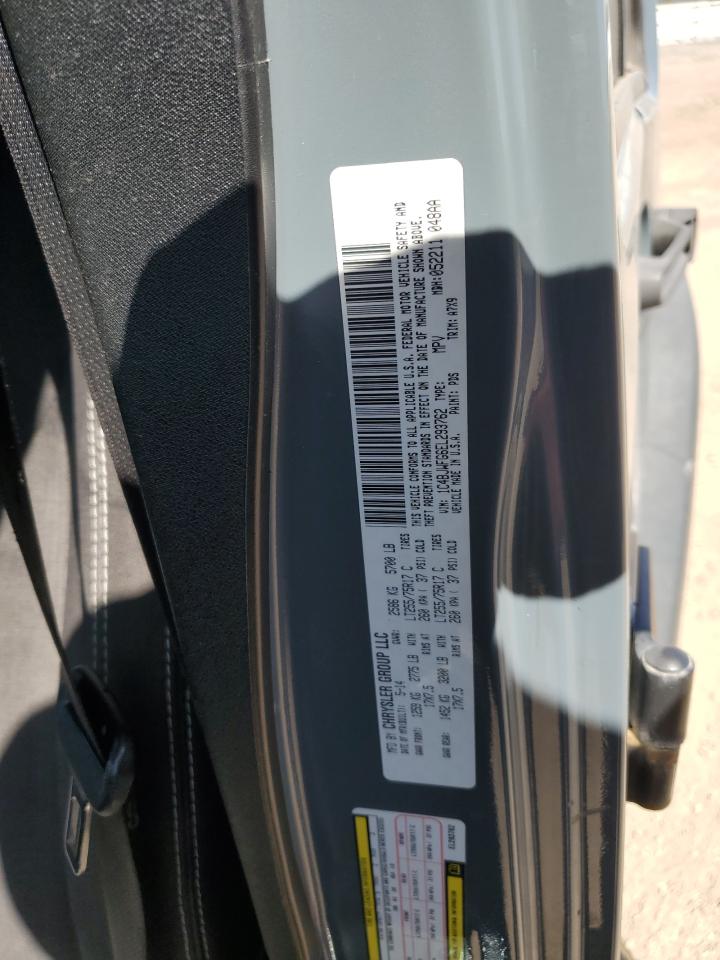 MFD BY: CHRYSLER GROUP LLC
DATE OF MFR(BUILT): 5-14 GVWR: 2586 KG 5700 LB
GAWR FRONT: 1259 KG 2775 LB WITH LT255/75R17 C TIRES
17X7.5 RIMS AT 260 KPA ( 37 PSI) COLD
GAWR REAR: 1452 KG 3200 LB WITH LT255/75R17 C TIRES
17X7.5 RIMS AT 260 KPA ( 37 PSI) COLD
THIS VEHICLE CONFORMS TO ALL APPLICABLE U.S.A. FEDERAL MOTOR VEHICLE SAFETY AND
THEFT PREVENTION STANDARDS IN EFFECT ON THE DATE OF MANUFACTURE SHOWN ABOVE.
VIN: 1C4BJWFG6EL293762 TYPE: MPV MDH:052211 048AA
VEHICLE MADE IN U.S.A. PAINT: PDS TRIM: A7X9
EL293762